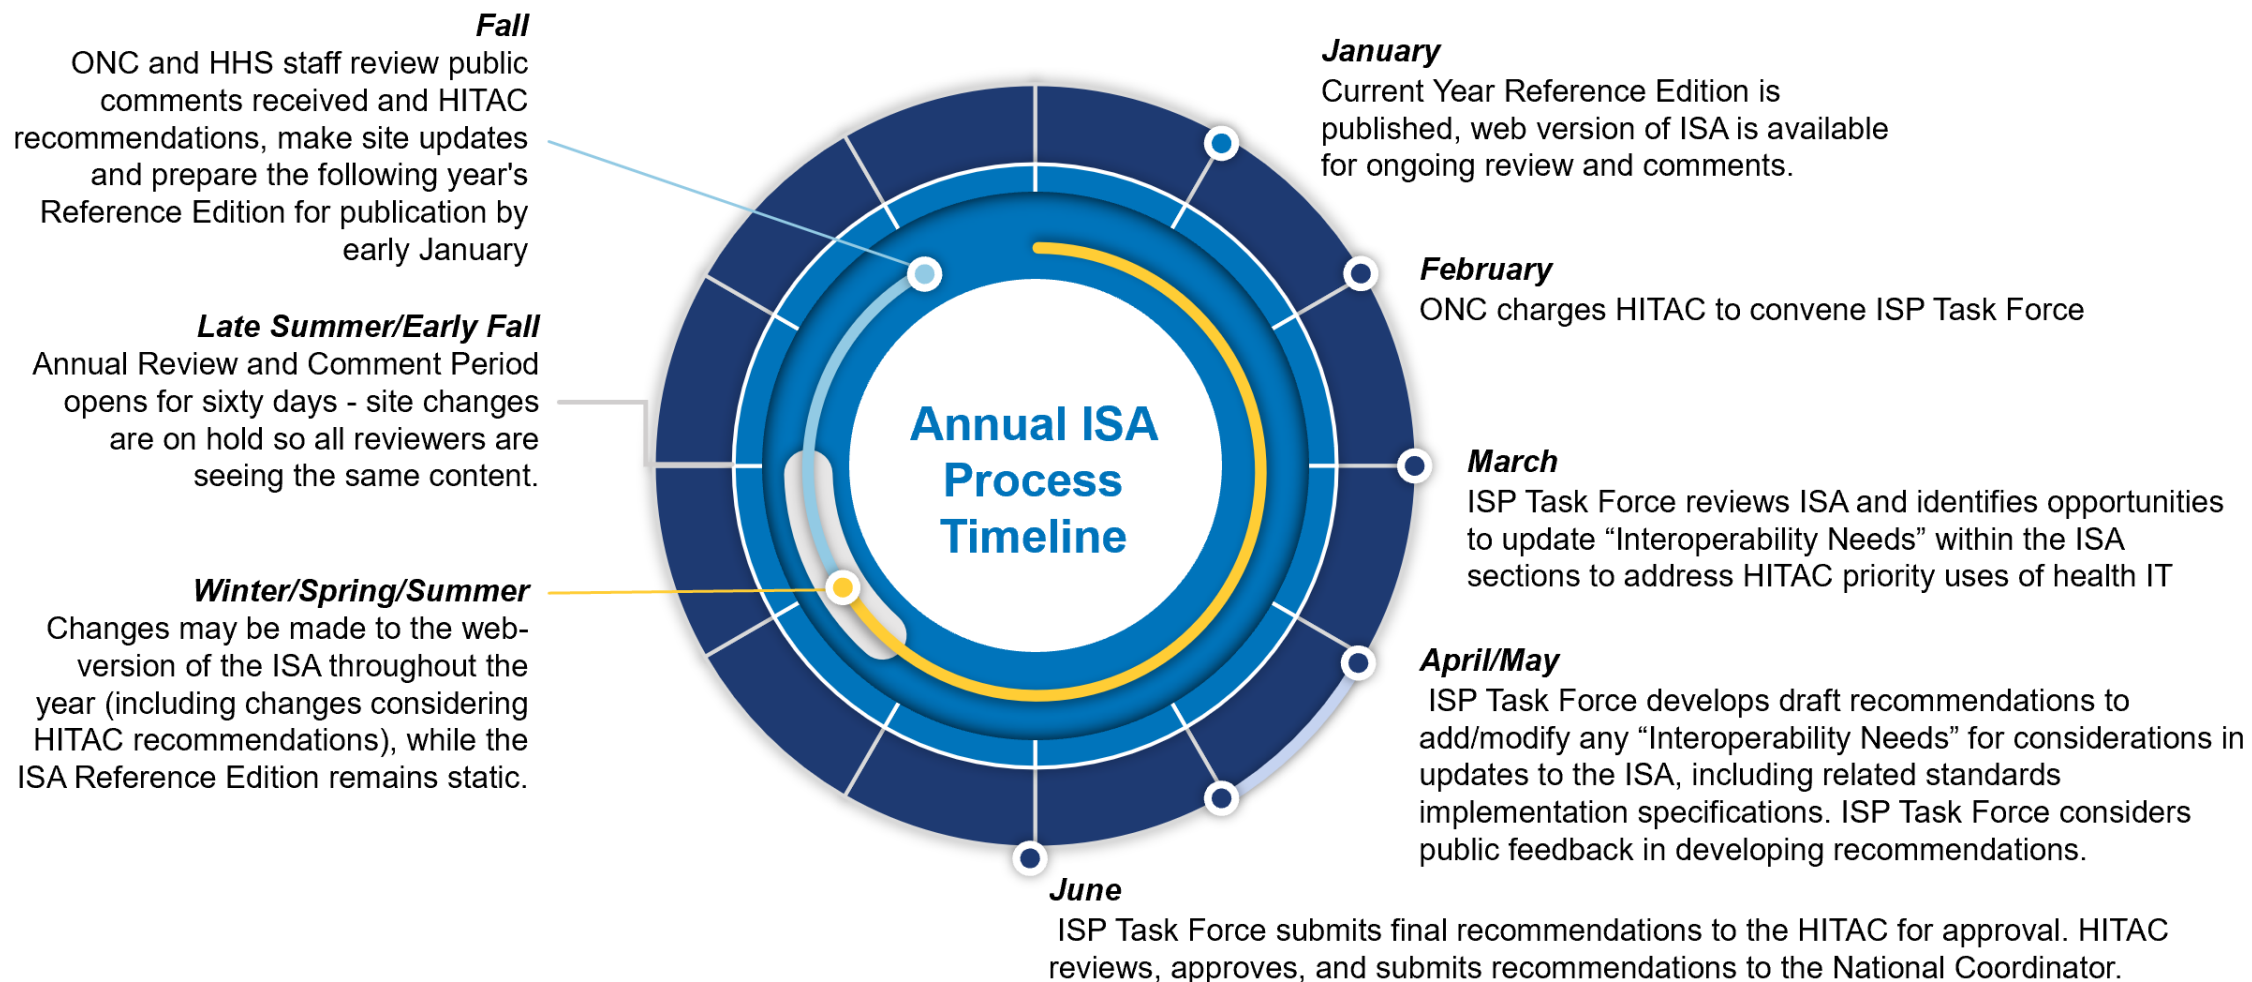 Fall
ONC and HHS staff review public
comments received and HITAC
recommendations, make site updates
and prepare the following year's
Reference Edition for publication by
early January
Late Summer/Early Fall
Annual Review and Comment Period
opens for sixty days - site changes
are on hold so all reviewers are
seeing the same content.
Winter/Spring/Summer
Changes may be made to the web-
version of the ISA throughout the
year (including changes considering
HITAC recommendations), while the
ISA Reference Edition remains static.
Annual ISA
Process
Timeline
January
Current Year Reference Edition is
published, web version of ISA is available
for ongoing review and comments.
February
ONC charges HITAC to convene ISP Task Force
March
ISP Task Force reviews ISA and identifies opportunities
to update “Interoperability Needs” within the ISA
sections to address HITAC priority uses of health IT
April/May
ISP Task Force develops draft recommendations to
add/modify any “Interoperability Needs” for considerations in
updates to the ISA, including related standards
implementation specifications. ISP Task Force considers
public feedback in developing recommendations.
June
ISP Task Force submits final recommendations to the HITAC for approval. HITAC
reviews, approves, and submits recommendations to the National Coordinator.